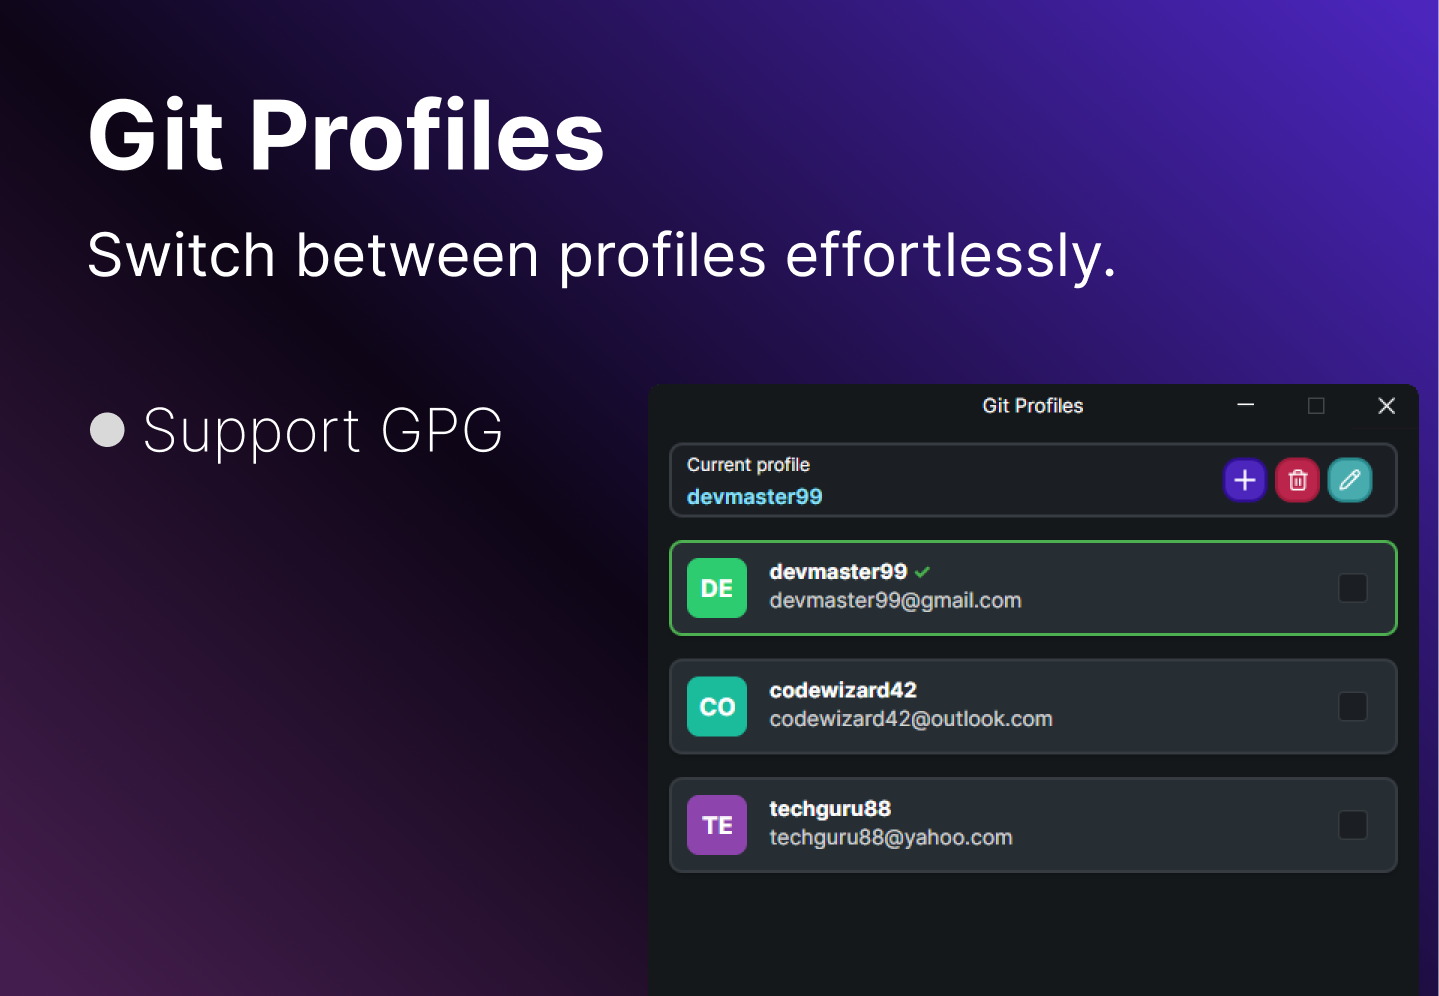 Git Profiles
Switch between profiles effortlessly.
Support GPG
Git Profiles
Current profile
devmaster99
DE
devmaster99
devmaster99@gmail.com
CO
codewizard42
codewizard42@outlook.com
TE
techguru88
techguru88@yahoo.com